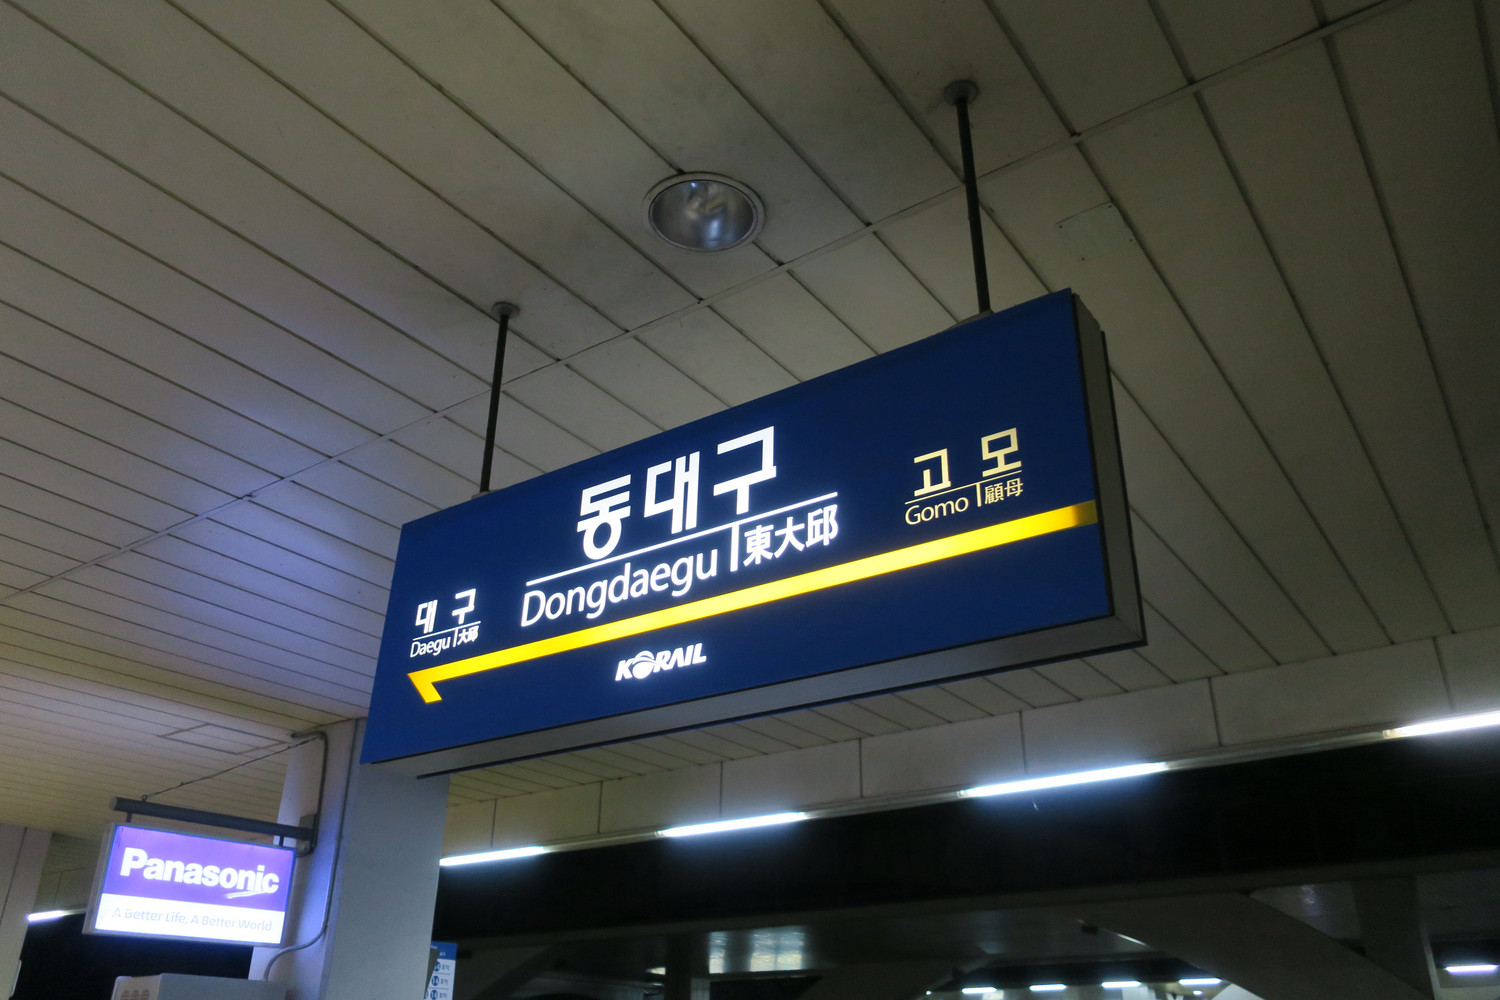 동대구
Dongdaegu 東大邱
고모
Gomo 顧母
대구
Daegu 大邱
KORAIL
Panasonic
A Better Life, A Better World